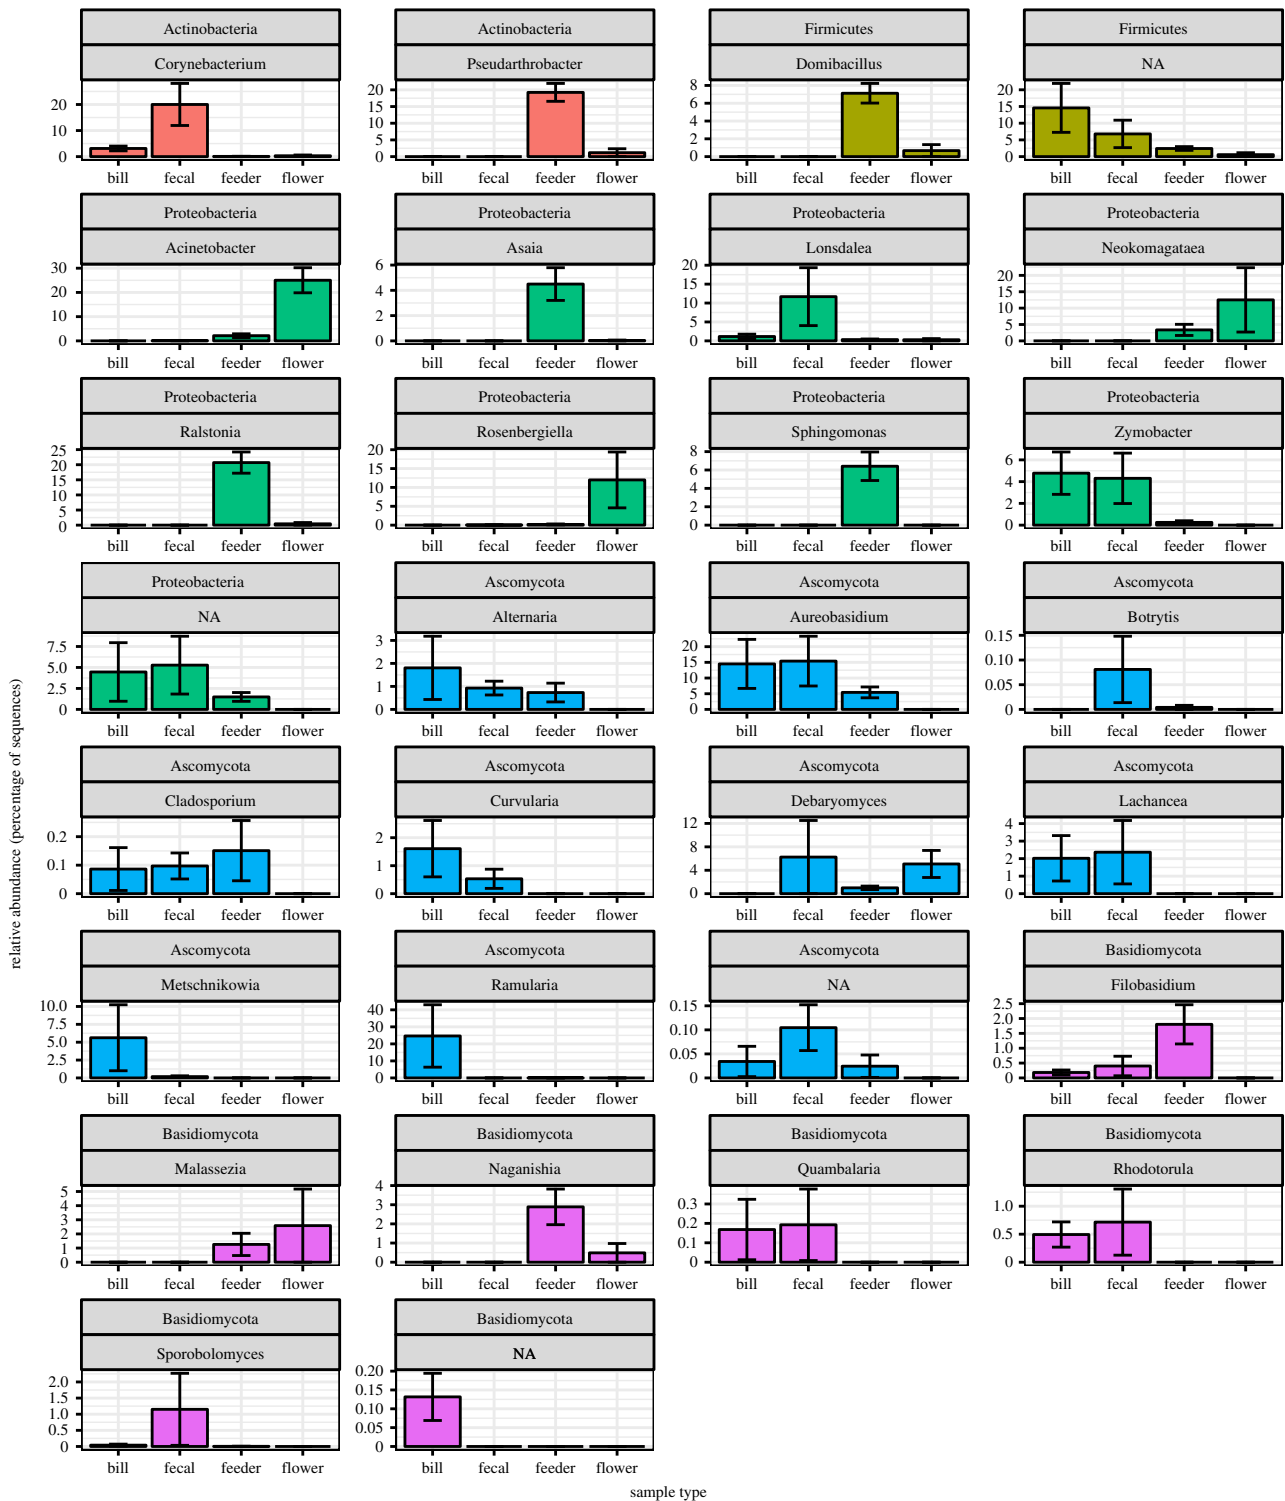 Actinobacteria Actinobacteria Firmicutes Firmicutes
Corynebacterium Pseudarthrobacter Domibacillus NA
20 10 0 20 15 10 5 0 8 6 4 2 0 20 15 10 5 0
bill fecal feeder flower bill fecal feeder flower bill fecal feeder flower bill fecal feeder flower
Proteobacteria Proteobacteria Proteobacteria Proteobacteria
Acinetobacter Asaia Lonsdalea Neokomagataea
30 20 10 0 6 4 2 0 20 15 10 5 0 20 15 10 5 0
bill fecal feeder flower bill fecal feeder flower bill fecal feeder flower bill fecal feeder flower
Proteobacteria Proteobacteria Proteobacteria Proteobacteria
Ralstonia Rosenbergiella Sphingomonas Zymobacter
25 20 15 10 5 0 20 15 10 5 0 8 6 4 2 0 6 4 2 0
bill fecal feeder flower bill fecal feeder flower bill fecal feeder flower bill fecal feeder flower
Proteobacteria Ascomycota Ascomycota Ascomycota
NA Alternaria Aureobasidium Botrytis
7.5 5.0 2.5 0 3 2 1 0 20 15 10 5 0 0.15 0.10 0.05 0
bill fecal feeder flower bill fecal feeder flower bill fecal feeder flower bill fecal feeder flower
relative abundance (percentage of sequences)
Ascomycota Ascomycota Ascomycota Ascomycota
Cladosporium Curvularia Debaryomyces Lachancea
0.2 0.1 0 2 1 0 12 8 4 0 4 3 2 1 0
bill fecal feeder flower bill fecal feeder flower bill fecal feeder flower bill fecal feeder flower
Ascomycota Ascomycota Ascomycota Basidiomycota
Metschnikowia Ramularia NA Filobasidium
10.0 7.5 5.0 2.5 0 40 30 20 10 0 0.15 0.10 0.05 0 2.5 2.0 1.5 1.0 0.5 0
bill fecal feeder flower bill fecal feeder flower bill fecal feeder flower bill fecal feeder flower
Basidiomycota Basidiomycota Basidiomycota Basidiomycota
Malassezia Naganishia Quambalaria Rhodotorula
5 4 3 2 1 0 4 3 2 1 0 0.3 0.2 0.1 0 1.0 0.5 0
bill fecal feeder flower bill fecal feeder flower bill fecal feeder flower bill fecal feeder flower
Basidiomycota Basidiomycota
Sporobolomyces NA
2.0 1.5 1.0 0.5 0 0.20 0.15 0.10 0.05 0
bill fecal feeder flower bill fecal feeder flower
sample type